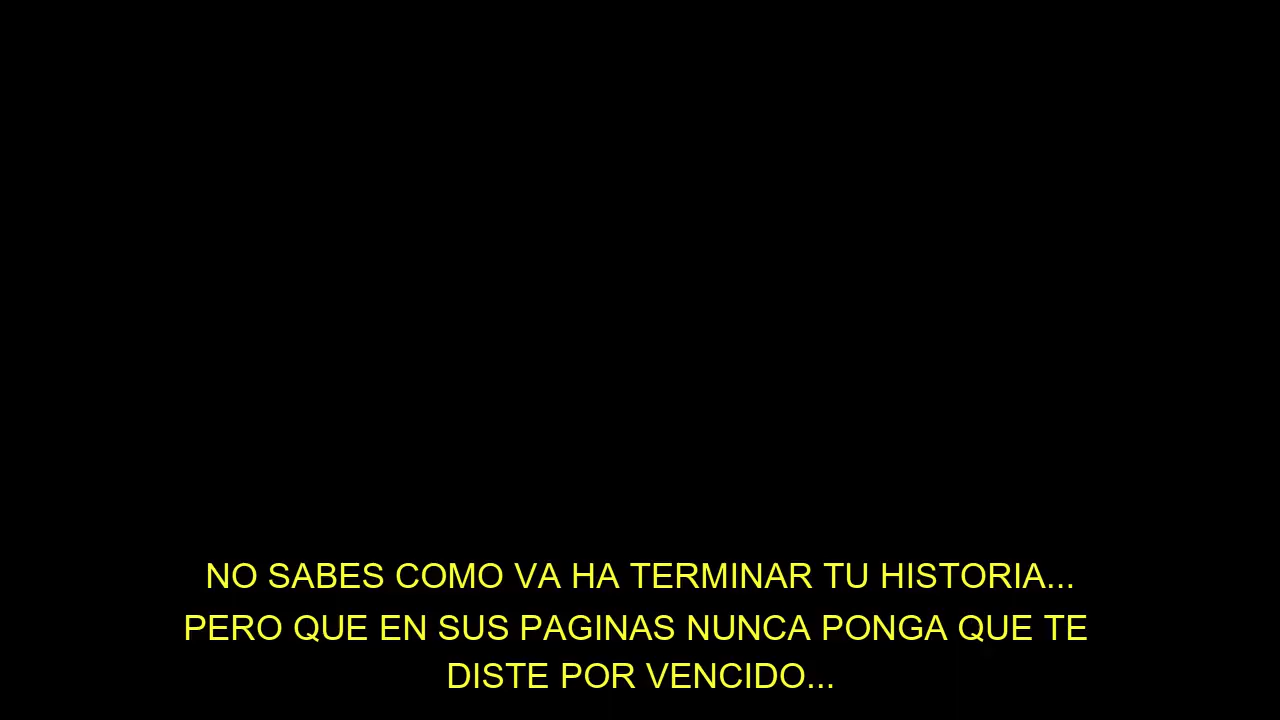 NO SABES COMO VA HA TERMINAR TU HISTORIA...
PERO QUE EN SUS PAGINAS NUNCA PONGA QUE TE
DISTE POR VENCIDO...